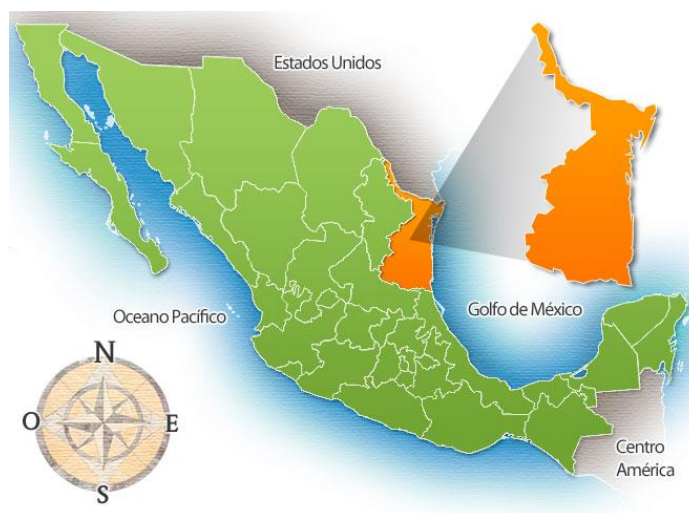 Estados Unidos
Oceano Pacífico
Golfo de México
N
O
E
S
Centro
América